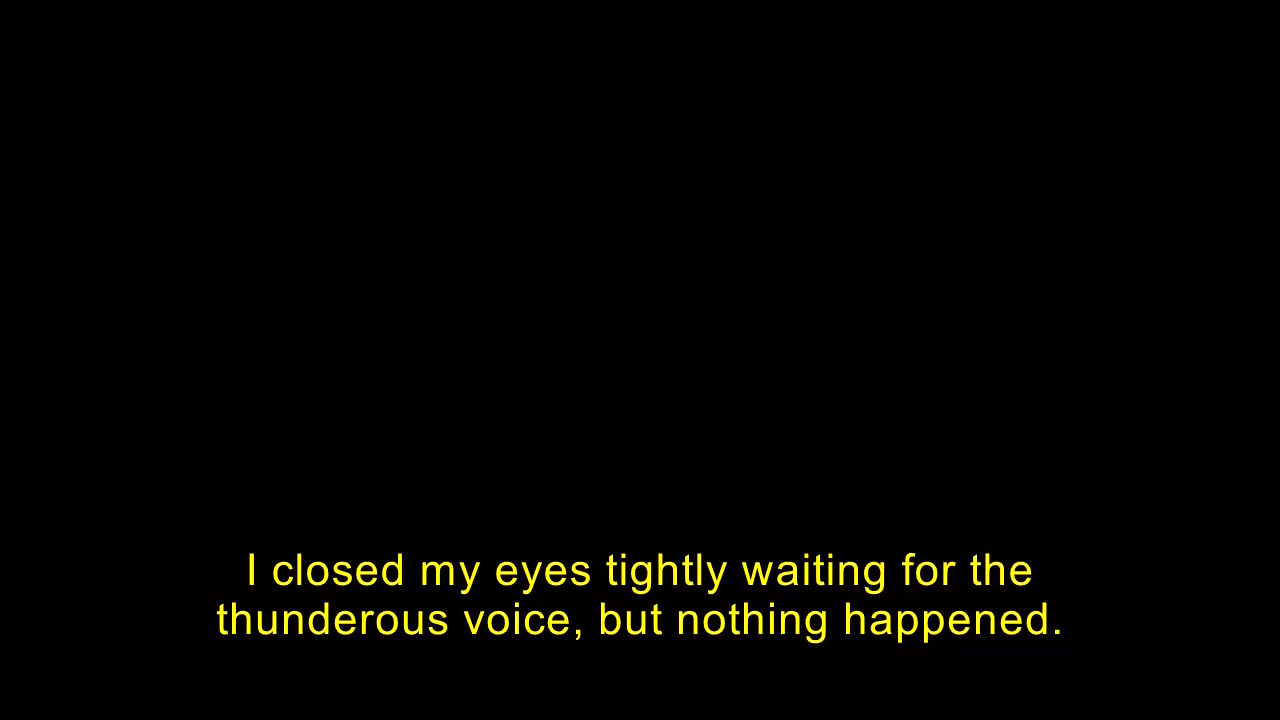 I closed my eyes tightly waiting for the
thunderous voice, but nothing happened.